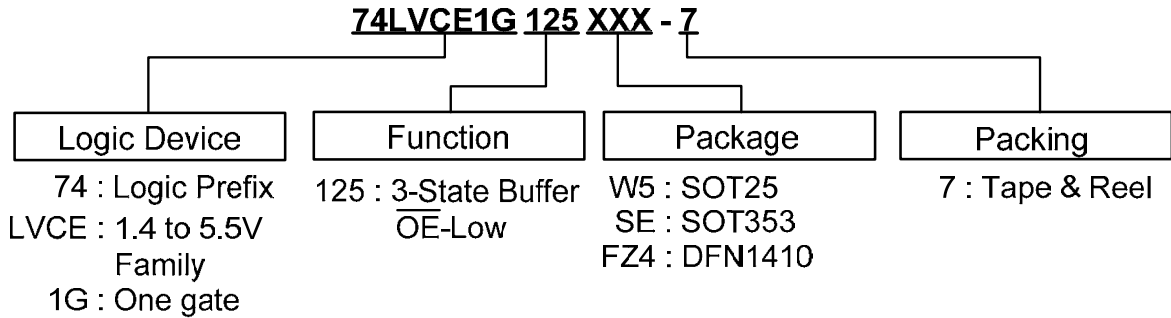 74LVCE1G 125 XXX - 7
Logic Device
74 : Logic Prefix
LVCE : 1.4 to 5.5V
Family
1G : One gate
Function
125 : 3-State Buffer
O̅E̅-Low
Package
W5 : SOT25
SE : SOT353
FZ4 : DFN1410
Packing
7 : Tape & Reel